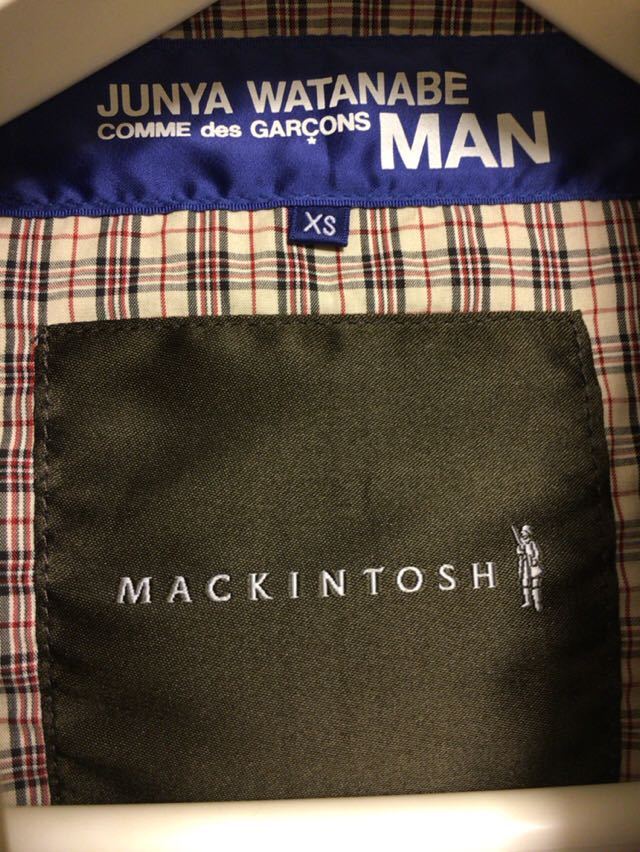 JUNYA WATANABE
COMME des GARÇONS MAN
XS
MACKINTOSH